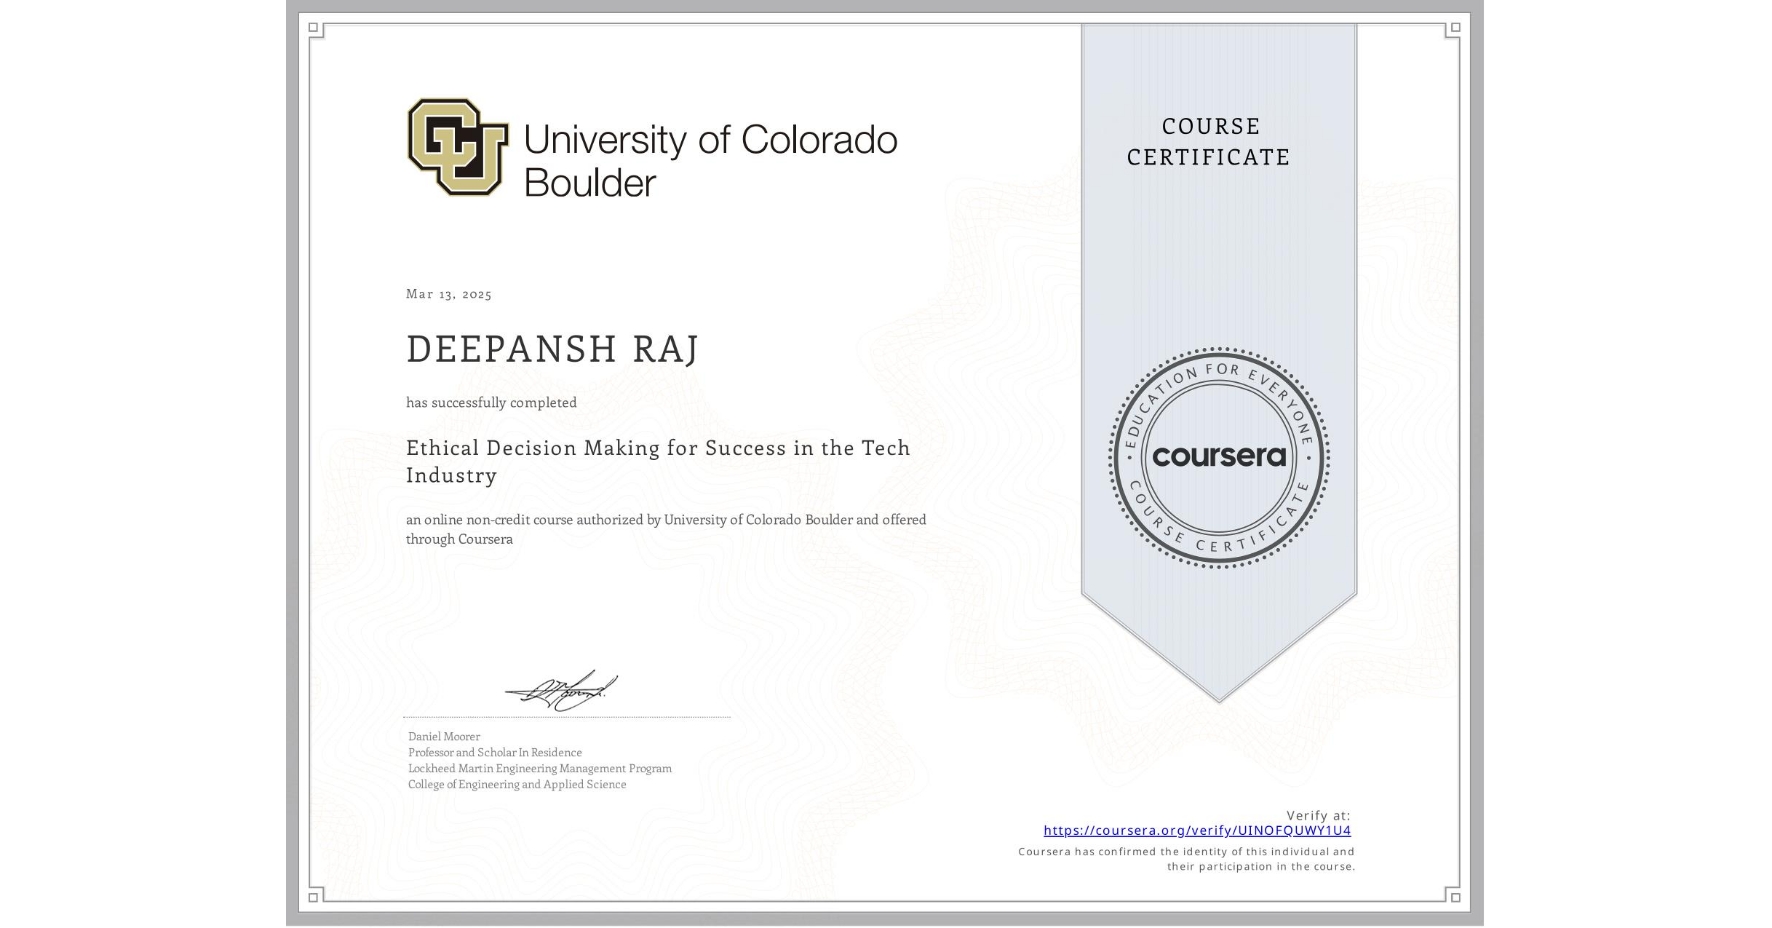 CU
University of Colorado
Boulder
COURSE
CERTIFICATE
Mar 13, 2025
DEEPANSH RAJ
has successfully completed
Ethical Decision Making for Success in the Tech
Industry
an online non-credit course authorized by University of Colorado Boulder and offered
through Coursera
EDUCATION FOR EVERYONE
coursera
COURSE CERTIFICATE
Daniel Moorer
Professor and Scholar In Residence
Lockheed Martin Engineering Management Program
College of Engineering and Applied Science
Verify at:
https://coursera.org/verify/UINOFQUWY1U4
Coursera has confirmed the identity of this individual and
their participation in the course.